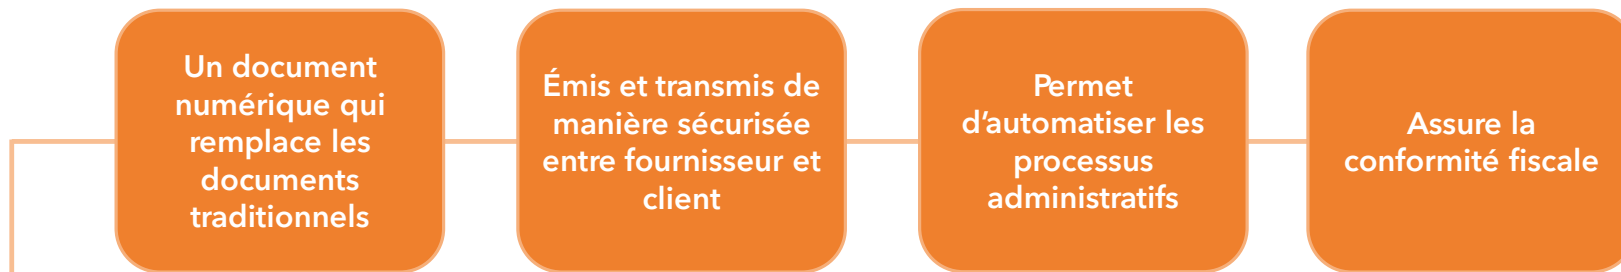 Un document
numérique qui
remplace les
documents
traditionnels
Émis et transmis de
manière sécurisée
entre fournisseur et
client
Permet
d’automatiser les
processus
administratifs
Assure la
conformité fiscale